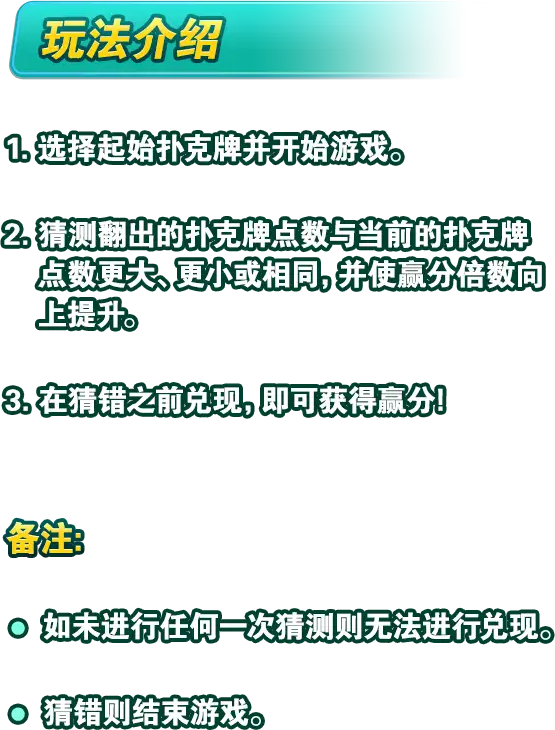 玩法介绍
1. 选择起始扑克牌并开始游戏。
2. 猜测翻出的扑克牌点数与当前的扑克牌
点数更大、更小或相同, 并使赢分倍数向
上提升。
3. 在猜错之前兑现, 即可获得赢分!
备注:
如未进行任何一次猜测则无法进行兑现。
猜错则结束游戏。